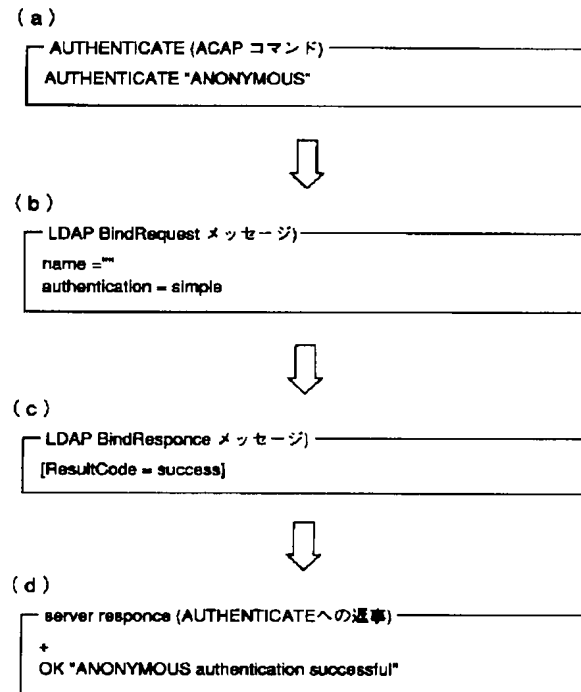 (a)
AUTHENTICATE (ACAP コマンド)
AUTHENTICATE "ANONYMOUS"
(b)
LDAP BindRequest メッセージ)
name =""
authentication = simple
(c)
LDAP BindResponce メッセージ)
[ResultCode = success]
(d)
server responce (AUTHENTICATEへの返事)
+
OK "ANONYMOUS authentication successful"